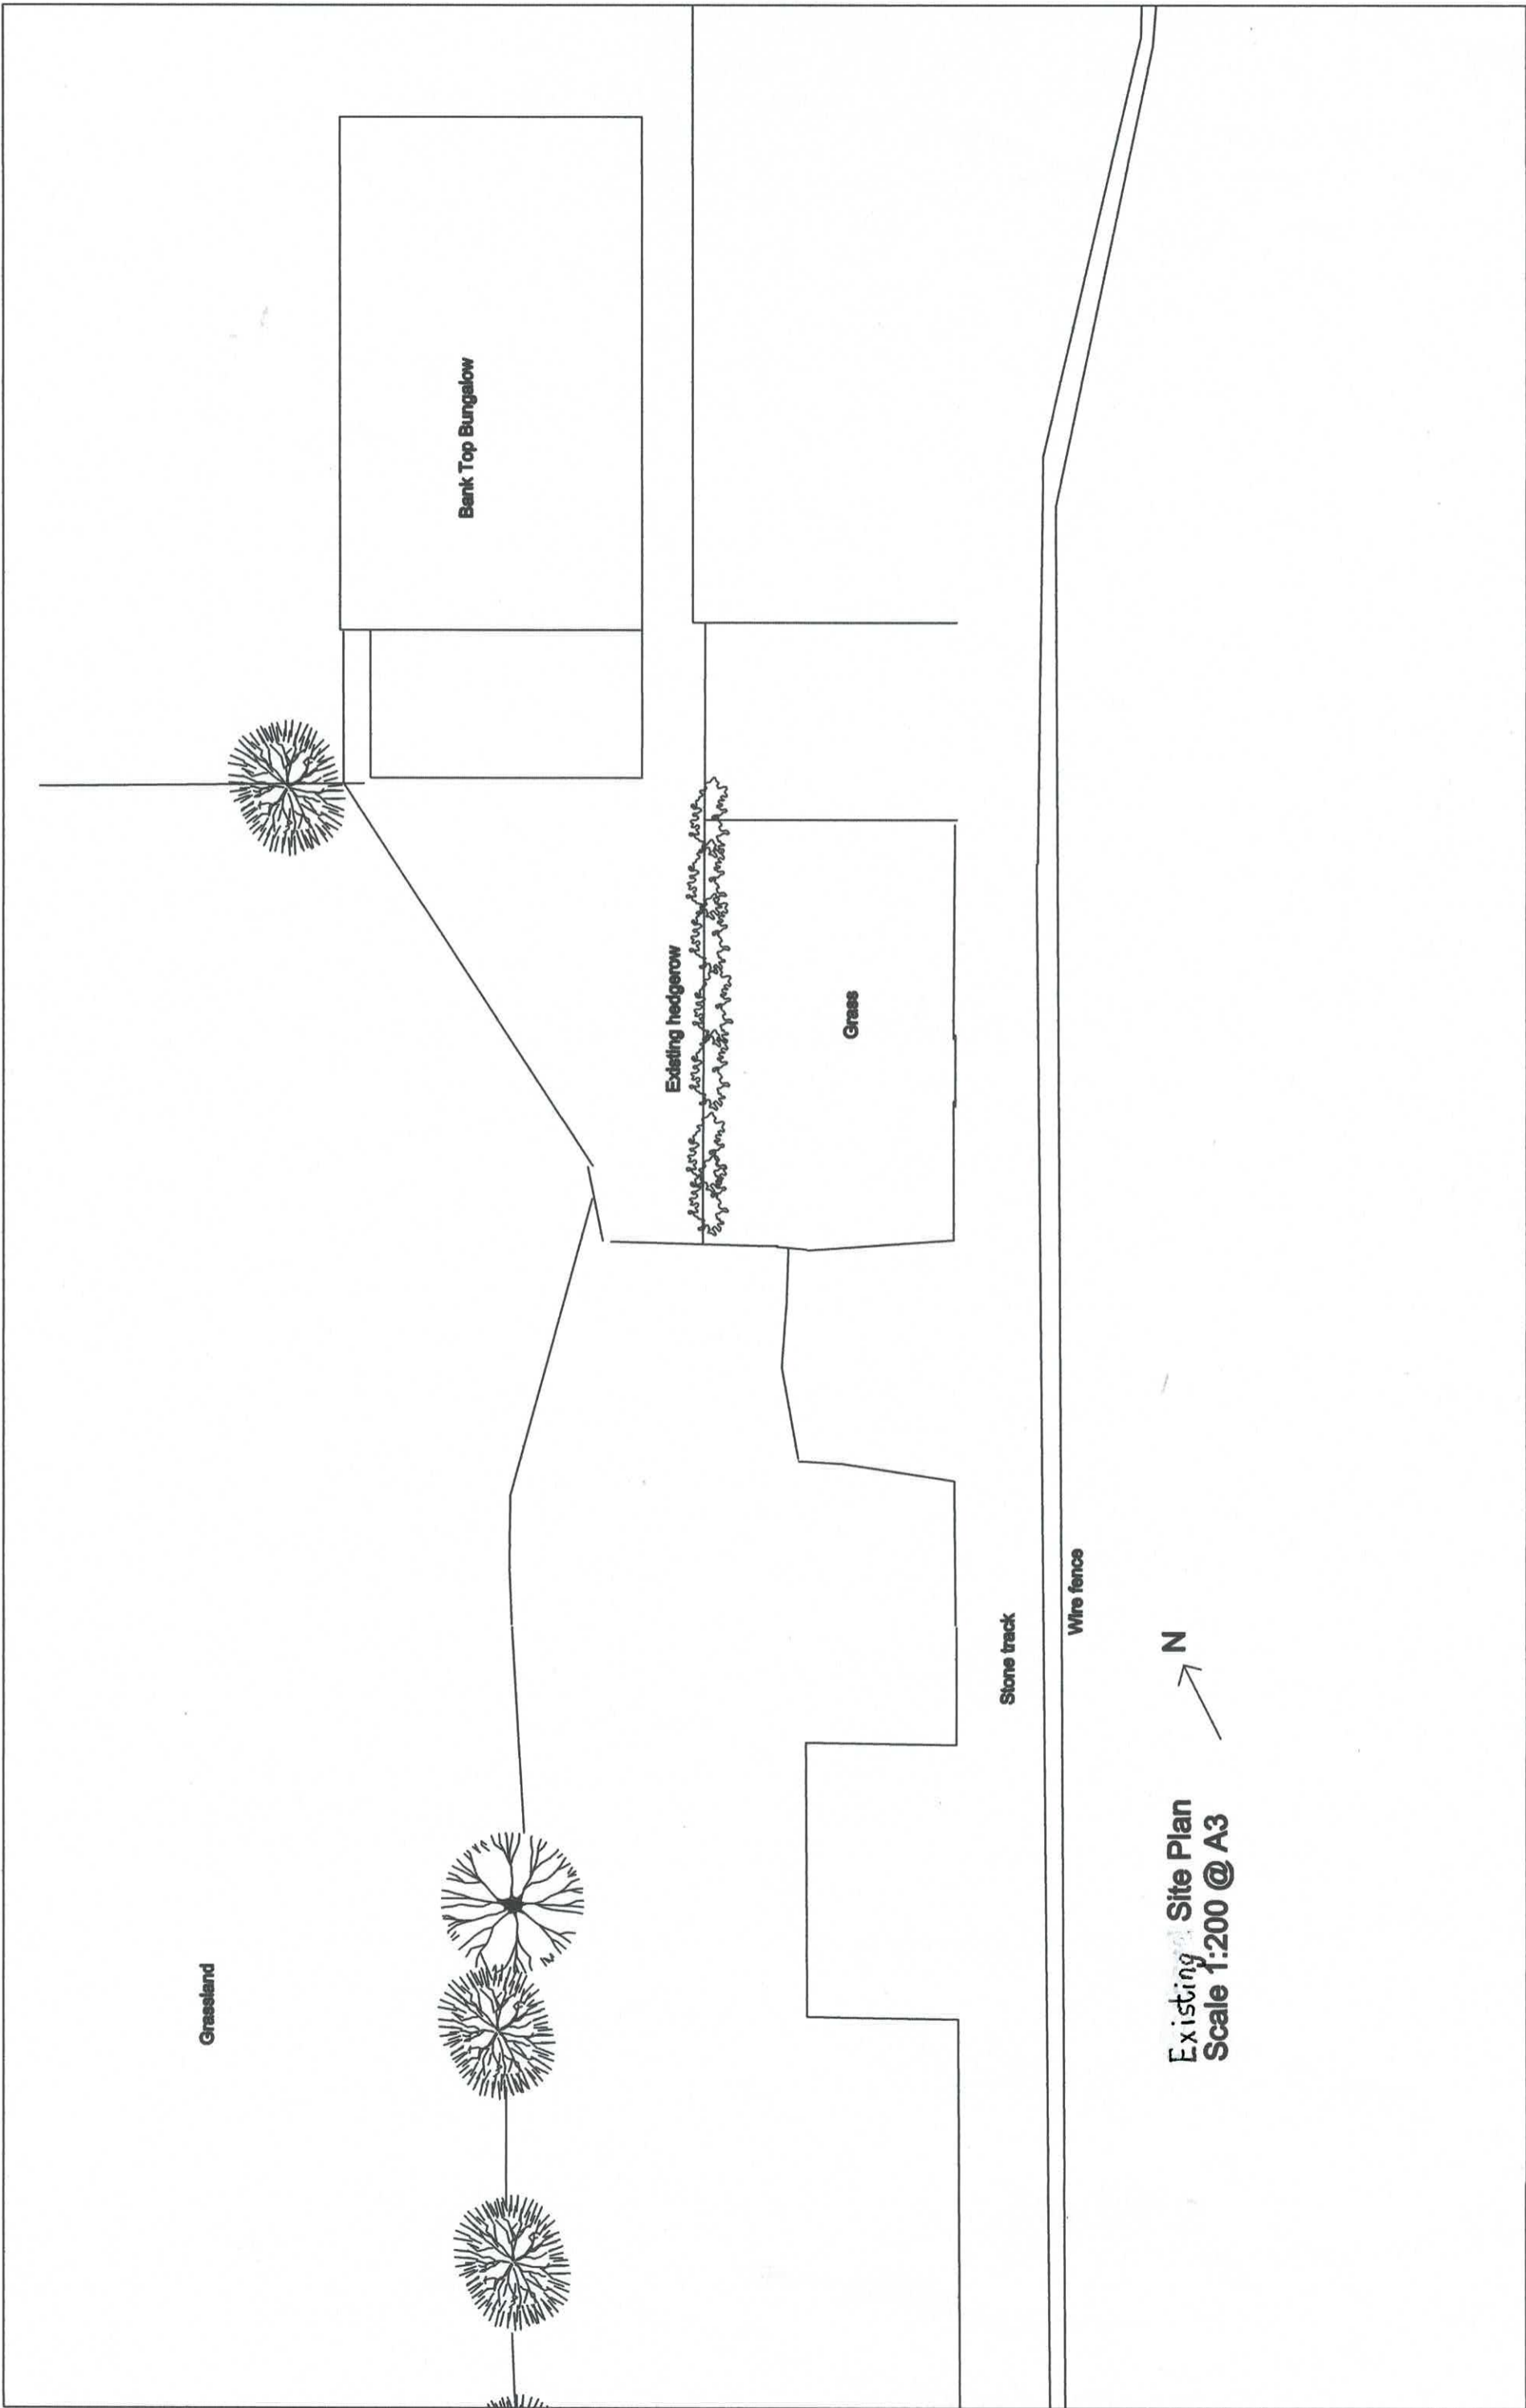 Grassland
Bank Top Bungalow
Existing hedgerow
Grass
Stone track
Wire fence
N
Existing Site Plan
Scale 1:200 @ A3